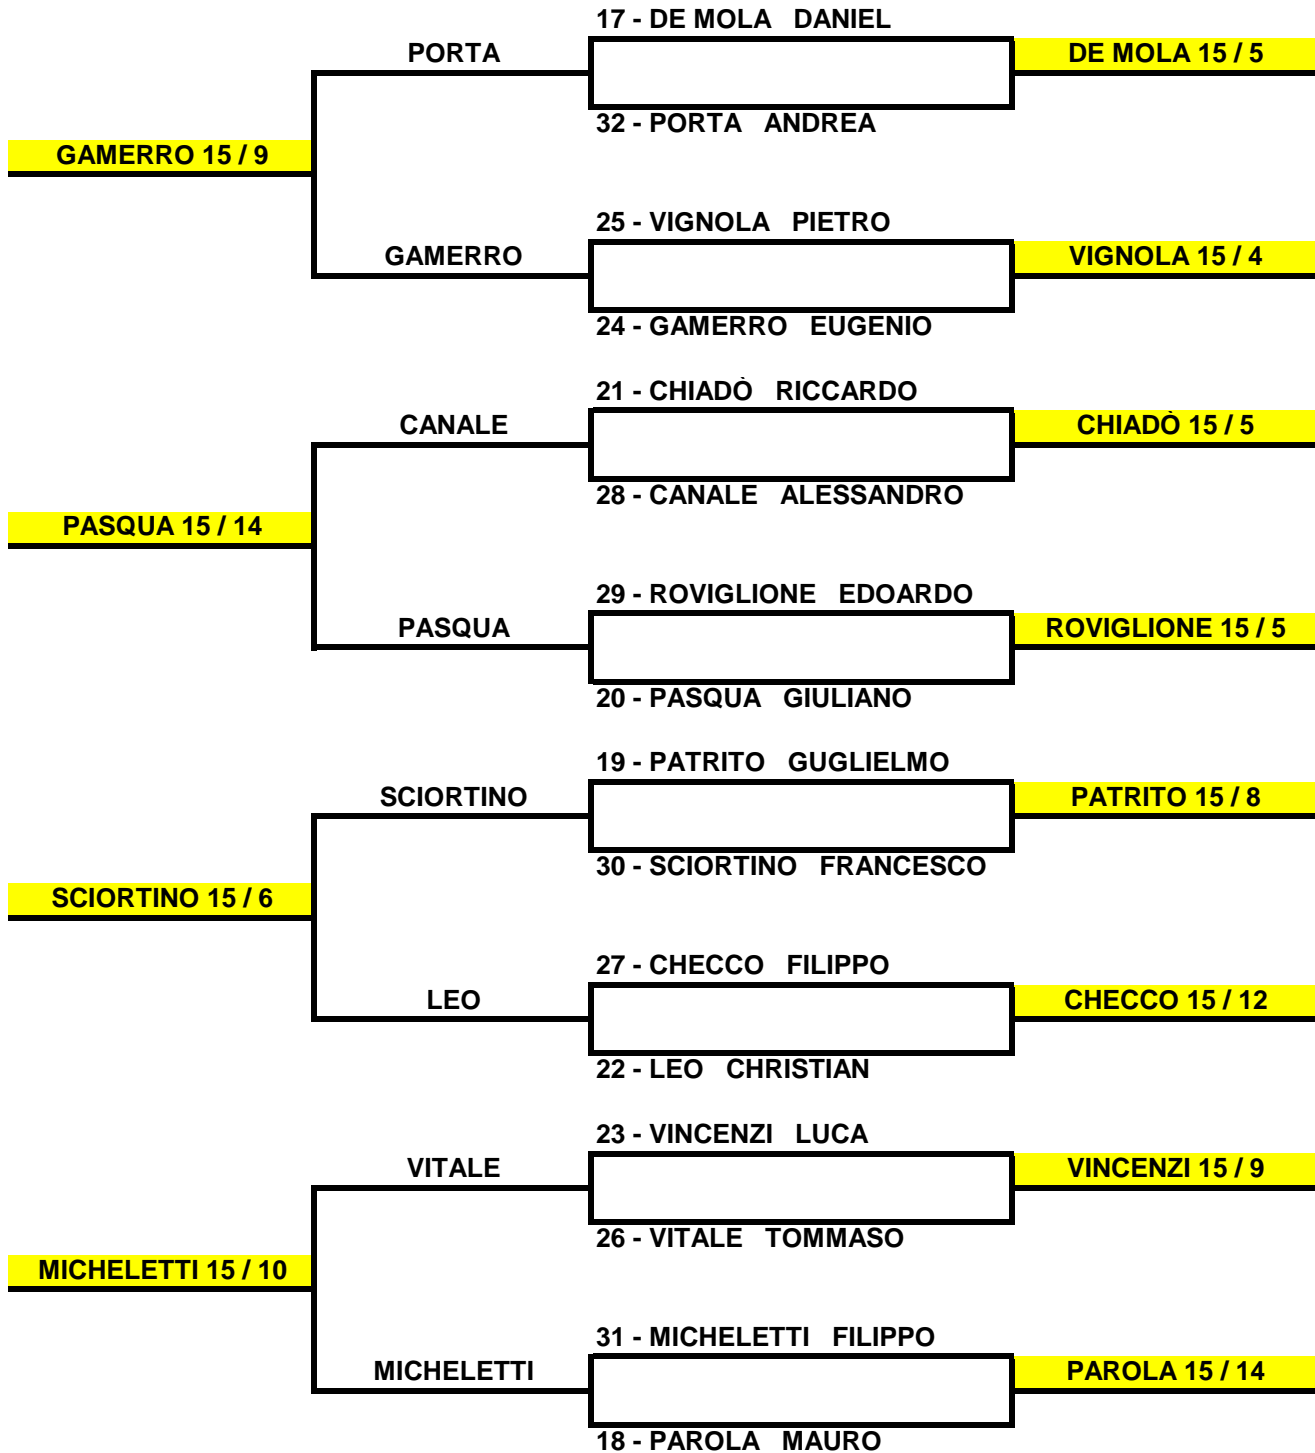 17 - DE MOLA DANIEL
PORTA
DE MOLA 15 / 5
32 - PORTA ANDREA
GAMERRO 15 / 9
25 - VIGNOLA PIETRO
GAMERRO
VIGNOLA 15 / 4
24 - GAMERRO EUGENIO
21 - CHIADÒ RICCARDO
CANALE
CHIADÒ 15 / 5
28 - CANALE ALESSANDRO
PASQUA 15 / 14
29 - ROVIGLIONE EDOARDO
PASQUA
ROVIGLIONE 15 / 5
20 - PASQUA GIULIANO
19 - PATRITO GUGLIELMO
SCIORTINO
PATRITO 15 / 8
30 - SCIORTINO FRANCESCO
SCIORTINO 15 / 6
27 - CHECCO FILIPPO
LEO
CHECCO 15 / 12
22 - LEO CHRISTIAN
23 - VINCENZI LUCA
VITALE
VINCENZI 15 / 9
26 - VITALE TOMMASO
MICHELETTI 15 / 10
31 - MICHELETTI FILIPPO
MICHELETTI
PAROLA 15 / 14
18 - PAROLA MAURO